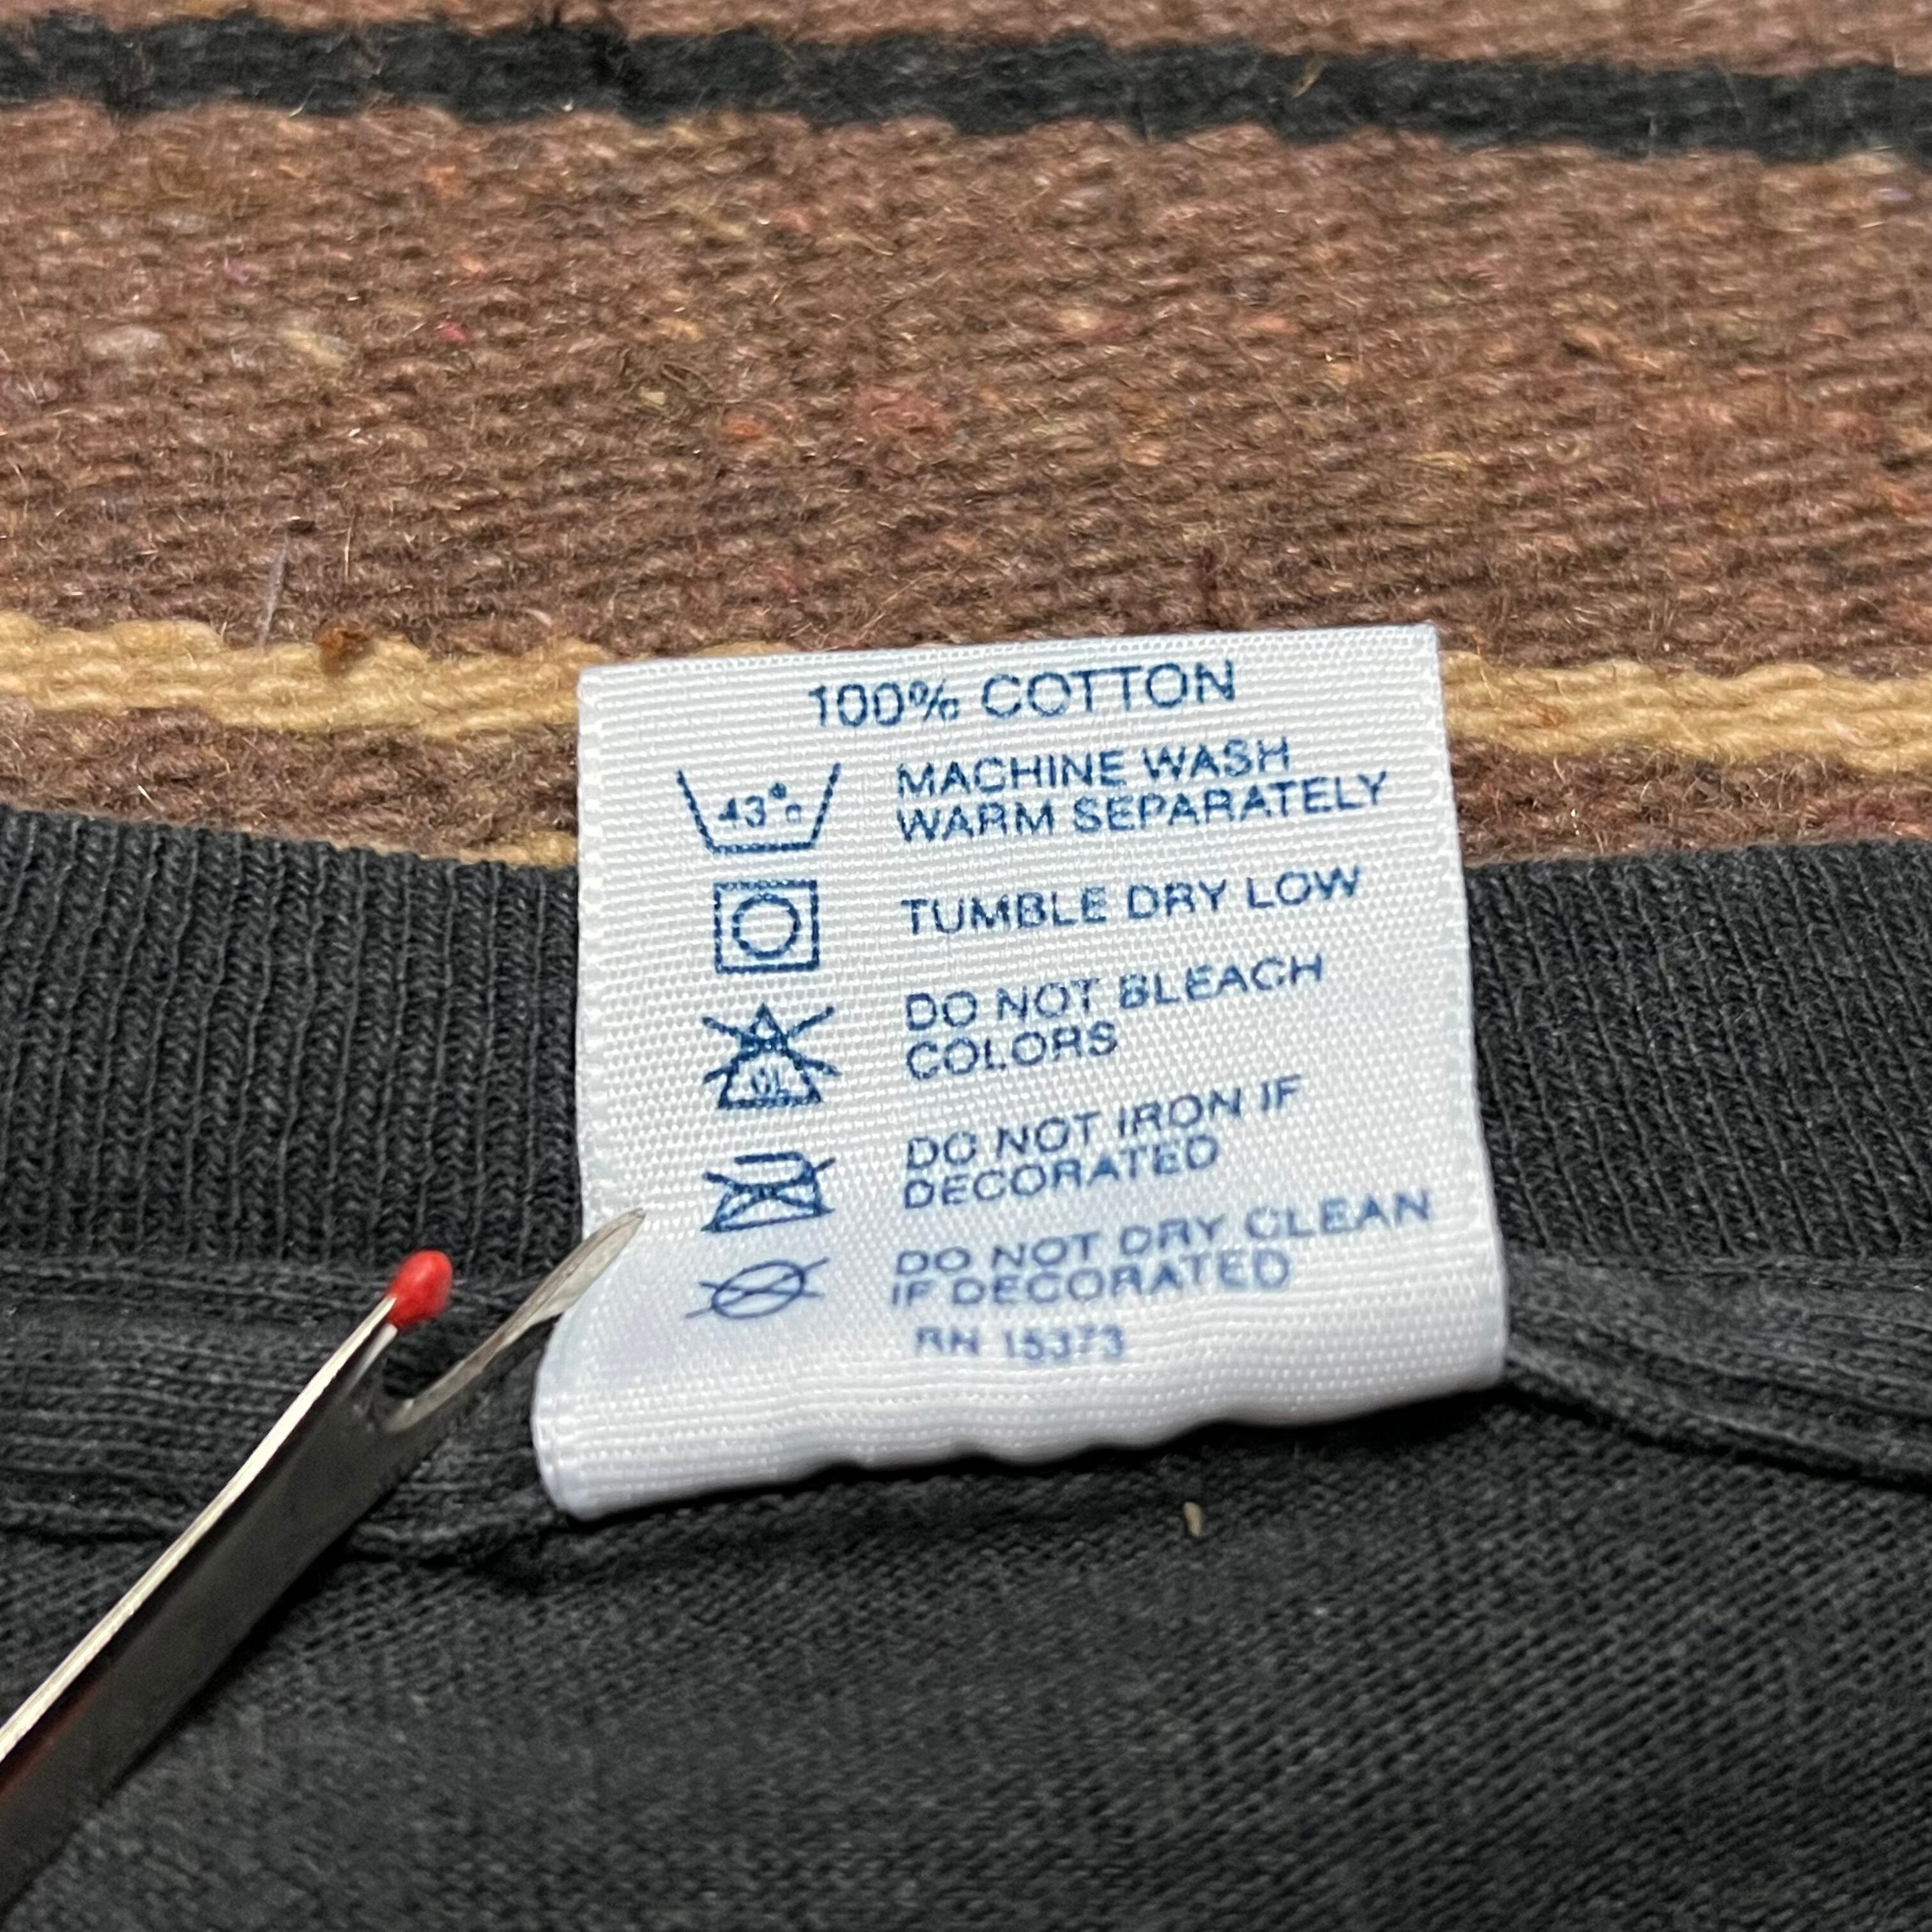 100% COTTON
43°C
MACHINE WASH
WARM SEPARATELY
TUMBLE DRY LOW
CL
DO NOT BLEACH
COLORS
DO NOT IRON IF
DECORATED
DO NOT DRY CLEAN
IF DECORATED
RN 15373